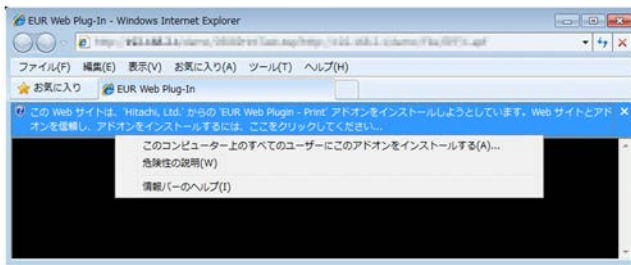 EUR Web Plug-In - Windows Internet Explorer
ファイル(F) 編集(E) 表示(V) お気に入り(A) ツール(T) ヘルプ(H)
お気に入り EUR Web Plug-In
この Web サイトは、'Hitachi, Ltd.' からの 'EUR Web Plugin - Print' アドオンをインストールしようとしています。Web サイトとアド
オンを信頼し、アドオンをインストールするには、ここをクリックしてください...
このコンピューター上のすべてのユーザーにこのアドオンをインストールする(A)...
危険性の説明(W)
情報バーのヘルプ(I)